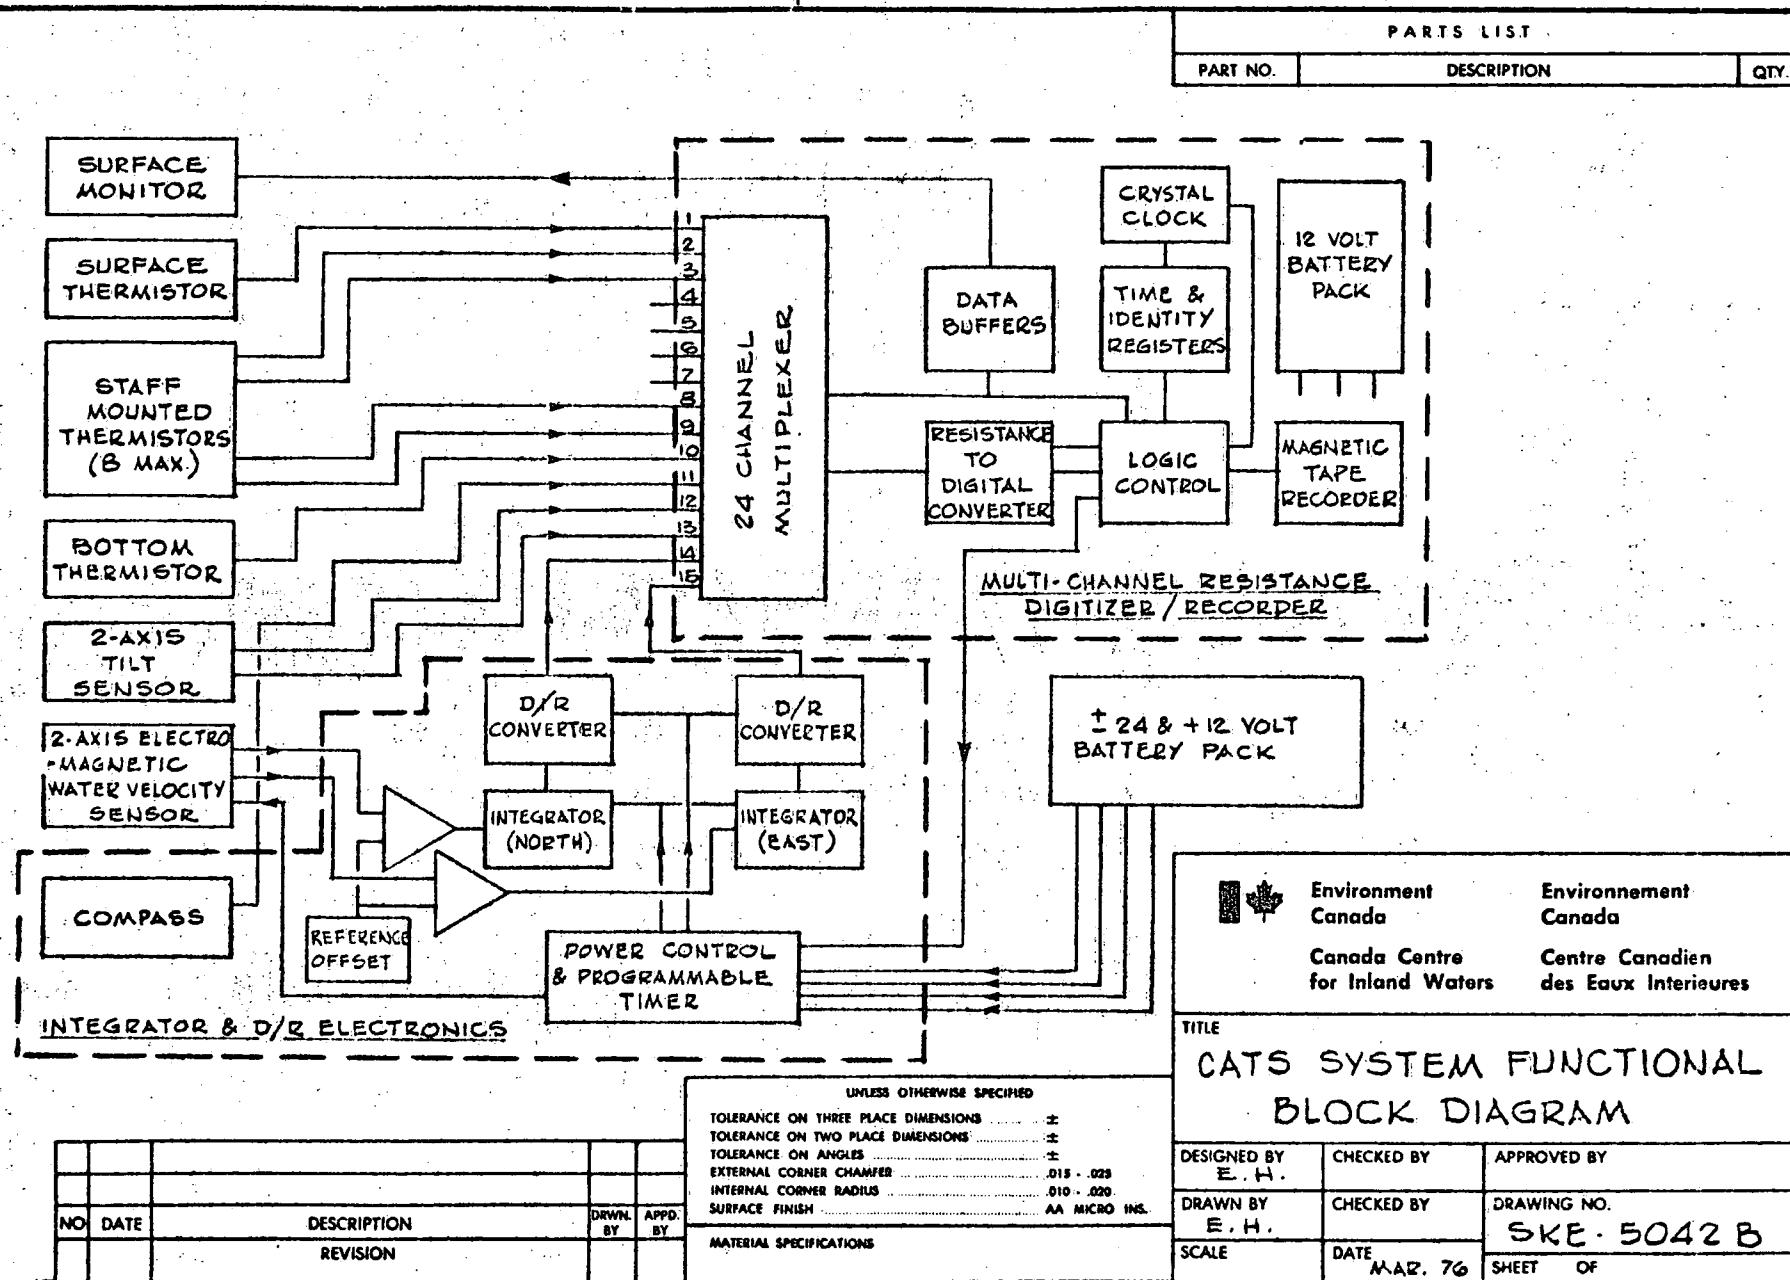 PARTS LIST
PART NO. DESCRIPTION QTY.
SURFACE
MONITOR
SURFACE
THERMISTOR
STAFF
MOUNTED
THERMISTORS
(8 MAX.)
BOTTOM
THERMISTOR
2-AXIS
TILT
SENSOR
2-AXIS ELECTRO
-MAGNETIC
WATER VELOCITY
SENSOR
COMPASS
1
2
3
4
5
6
7
8
9
10
11
12
13
14
15
24 CHANNEL
MULTIPLEXER
DATA
BUFFERS
CRYSTAL
CLOCK
TIME &
IDENTITY
REGISTERS
12 VOLT
BATTERY
PACK
RESISTANCE
TO
DIGITAL
CONVERTER
LOGIC
CONTROL
MAGNETIC
TAPE
RECORDER
MULTI-CHANNEL RESISTANCE
DIGITIZER/RECORDER
D/R
CONVERTER
D/R
CONVERTER
INTEGRATOR
(NORTH)
INTEGRATOR
(EAST)
± 24 & +12 VOLT
BATTERY PACK
REFERENCE
OFFSET
POWER CONTROL
& PROGRAMMABLE
TIMER
INTEGRATOR & D/R ELECTRONICS
Environment
Canada
Canada Centre
for Inland Waters
Environnement
Canada
Centre Canadien
des Eaux Interieures
TITLE
CATS SYSTEM FUNCTIONAL
BLOCK DIAGRAM
UNLESS OTHERWISE SPECIFIED
TOLERANCE ON THREE PLACE DIMENSIONS ........ ±
TOLERANCE ON TWO PLACE DIMENSIONS ........ ±
TOLERANCE ON ANGLES ........ ±
EXTERNAL CORNER CHAMFER ........ .015 - .025
INTERNAL CORNER RADIUS ........ .010 - .020
SURFACE FINISH ........ AA MICRO INS.
MATERIAL SPECIFICATIONS
NO DATE DESCRIPTION DRWN. BY APPD. BY
REVISION
DESIGNED BY
E.H.
CHECKED BY
APPROVED BY
DRAWN BY
E.H.
CHECKED BY
DRAWING NO.
SKE-5042 B
SCALE
DATE
MAR. 76
SHEET OF